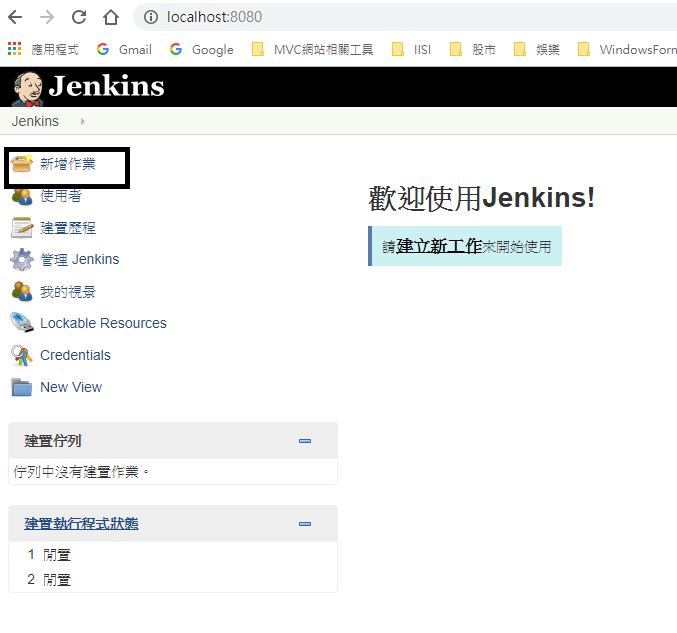 localhost:8080
應用程式 Gmail Google MVC網站相關工具 IISI 股市 娛樂 WindowsForm
Jenkins
Jenkins
新增作業
使用者
建置歷程
管理 Jenkins
我的視景
Lockable Resources
Credentials
New View
歡迎使用Jenkins!
請建立新工作來開始使用
建置佇列
佇列中沒有建置作業。
建置執行程式狀態
1 閒置
2 閒置